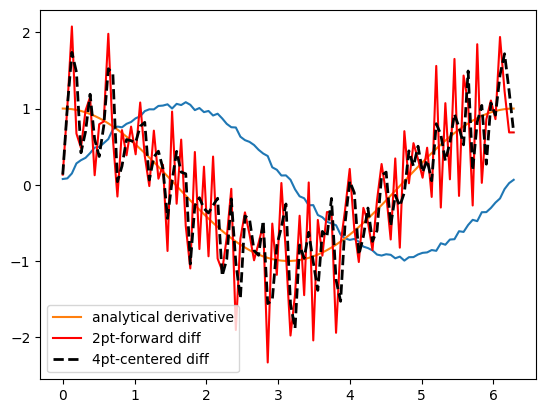 2
1
0
−1
−2
analytical derivative
2pt-forward diff
4pt-centered diff
0 1 2 3 4 5 6